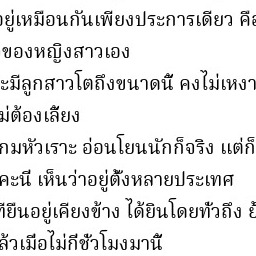 อยู่เหมือนกันเพียงประการเดียว คือ
ของหญิงสาวเอง
ะมีลูกสาวโตถึงขนาดนี้ คงไม่เหงา
ม่ต้องเลี้ยง
กมหัวเราะ อ่อนโยนนักก็จริง แต่ก็
คะนี่ เห็นว่าอยู่ตั้งหลายประเทศ
ที่ยืนอยู่เคียงข้าง ได้ยินโดยทั่วถึง ยั
ล้วเมื่อไม่กี่ชั่วโมงมานี้